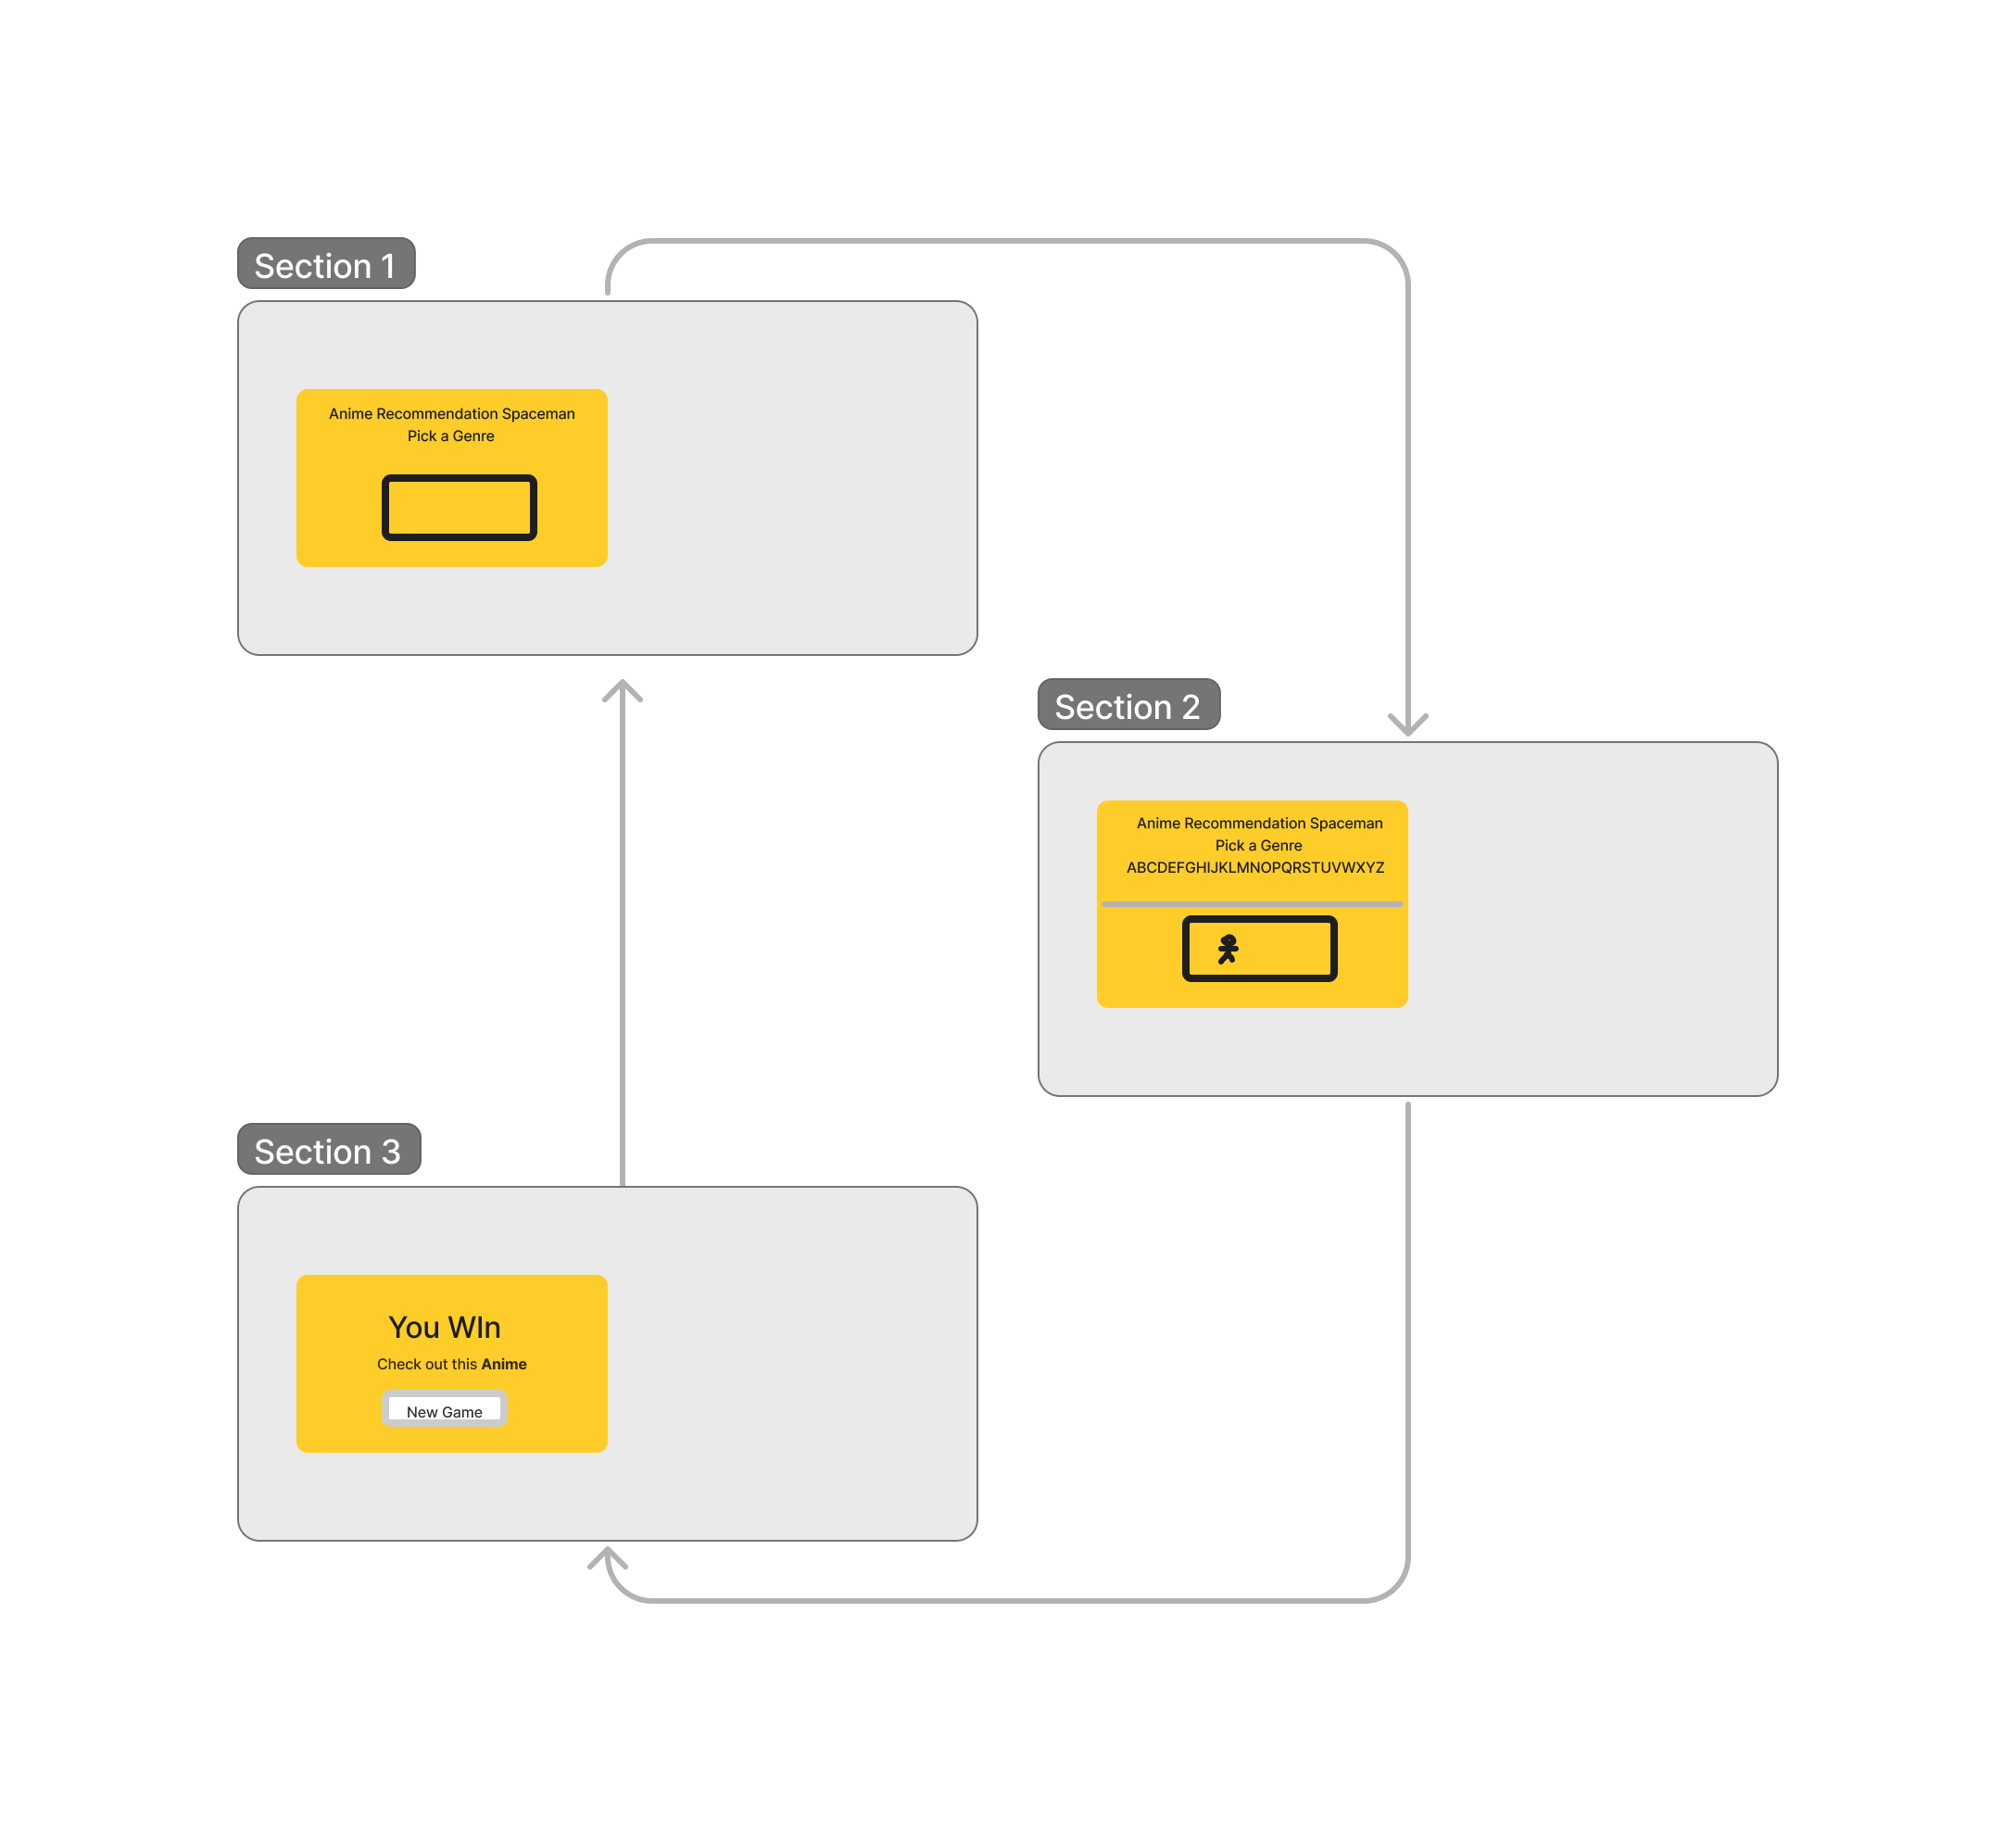 Section 1
Anime Recommendation Spaceman
Pick a Genre
Section 2
Anime Recommendation Spaceman
Pick a Genre
ABCDEFGHIJKLMNOPQRSTUVWXYZ
Section 3
You WIn
Check out this Anime
New Game